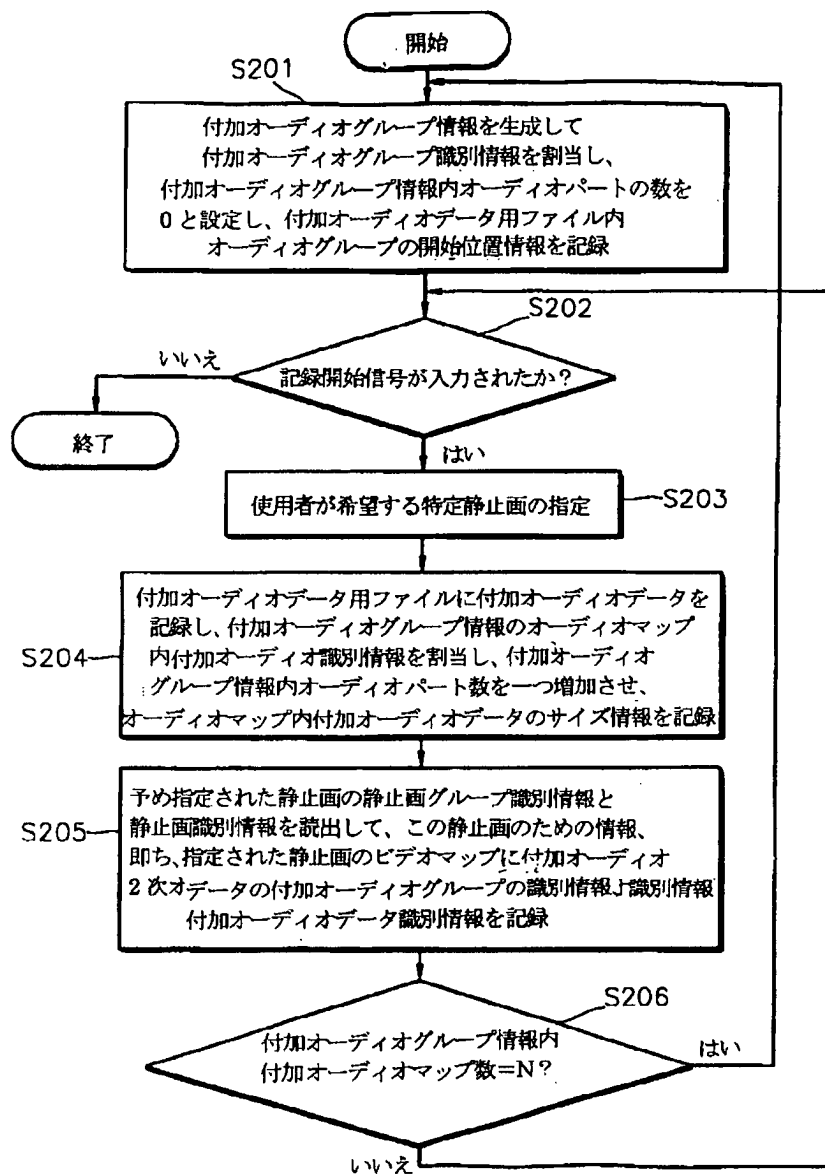 開始
S201
付加オーディオグループ情報を生成して
付加オーディオグループ識別情報を割当し、
付加オーディオグループ情報内オーディオパートの数を
0と設定し、付加オーディオデータ用ファイル内
オーディオグループの開始位置情報を記録
S202
いいえ
記録開始信号が入力されたか?
終了
はい
使用者が希望する特定静止画の指定
S203
付加オーディオデータ用ファイルに付加オーディオデータを
記録し、付加オーディオグループ情報のオーディオマップ
S204
内付加オーディオ識別情報を割当し、付加オーディオ
グループ情報内オーディオパート数を一つ増加させ、
オーディオマップ内付加オーディオデータのサイズ情報を記録
予め指定された静止画の静止画グループ識別情報と
S205
静止画識別情報を読出して、この静止画のための情報、
即ち、指定された静止画のビデオマップに付加オーディオ
2次オデータの付加オーディオグループの識別情報よ識別情報
付加オーディオデータ識別情報を記録
S206
付加オーディオグループ情報内
付加オーディオマップ数=N?
はい
いいえ